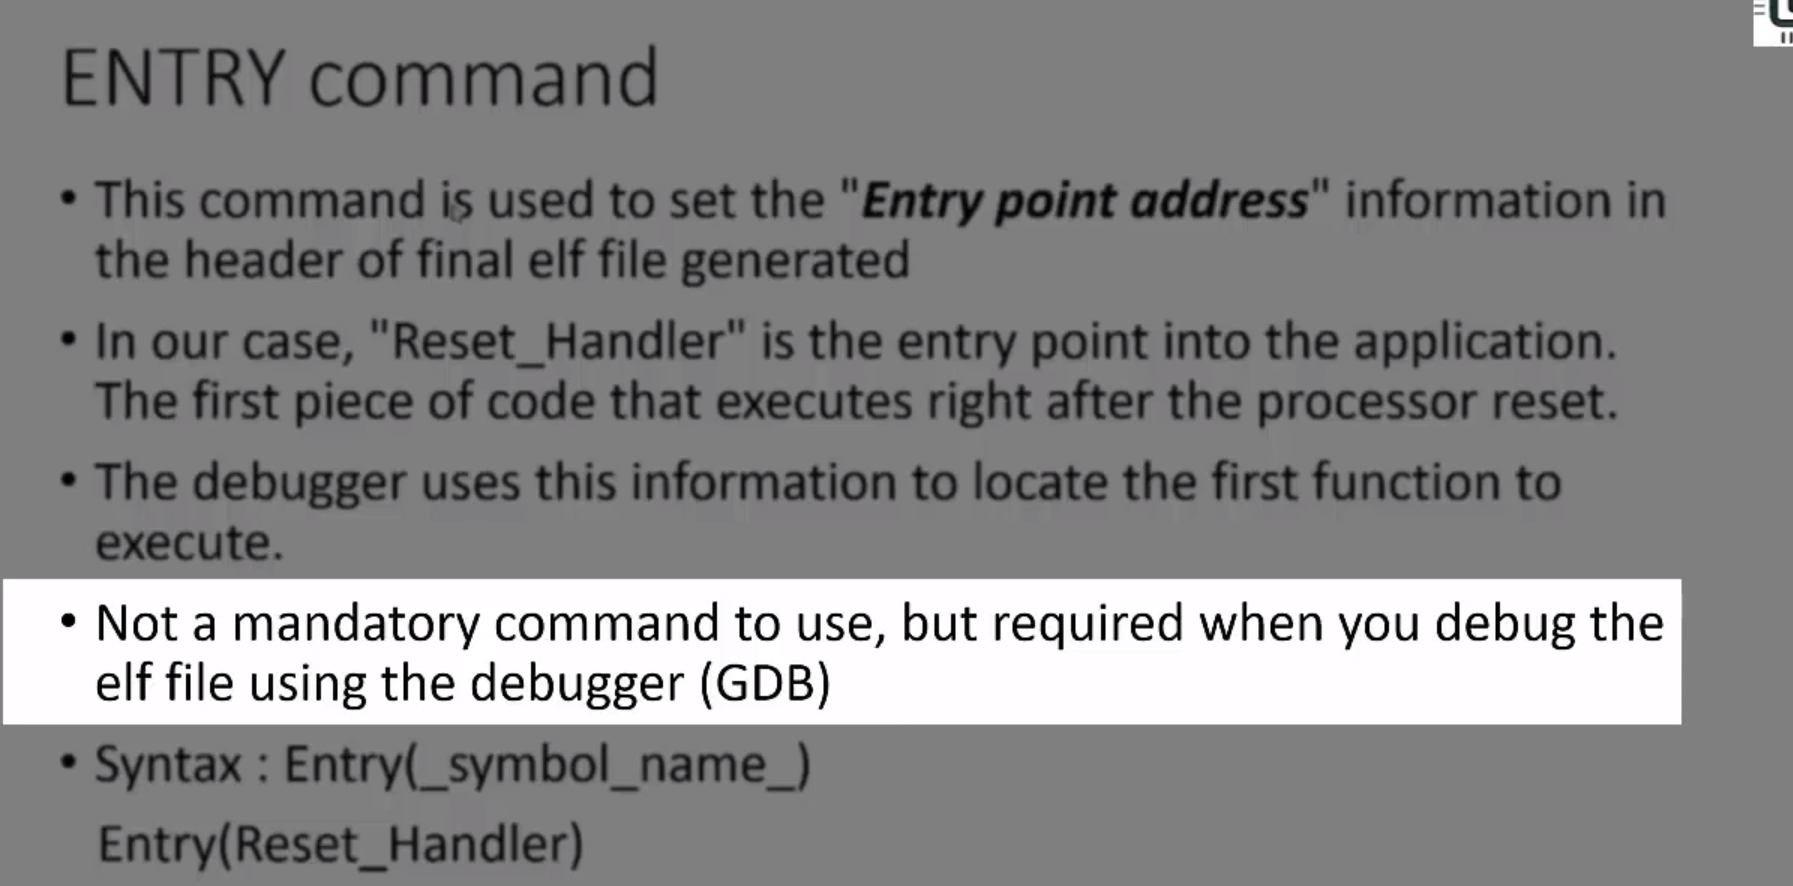 ENTRY command
• This command is used to set the "Entry point address" information in
the header of final elf file generated
• In our case, "Reset_Handler" is the entry point into the application.
The first piece of code that executes right after the processor reset.
• The debugger uses this information to locate the first function to
execute.
• Not a mandatory command to use, but required when you debug the
elf file using the debugger (GDB)
• Syntax : Entry(_symbol_name_)
Entry(Reset_Handler)